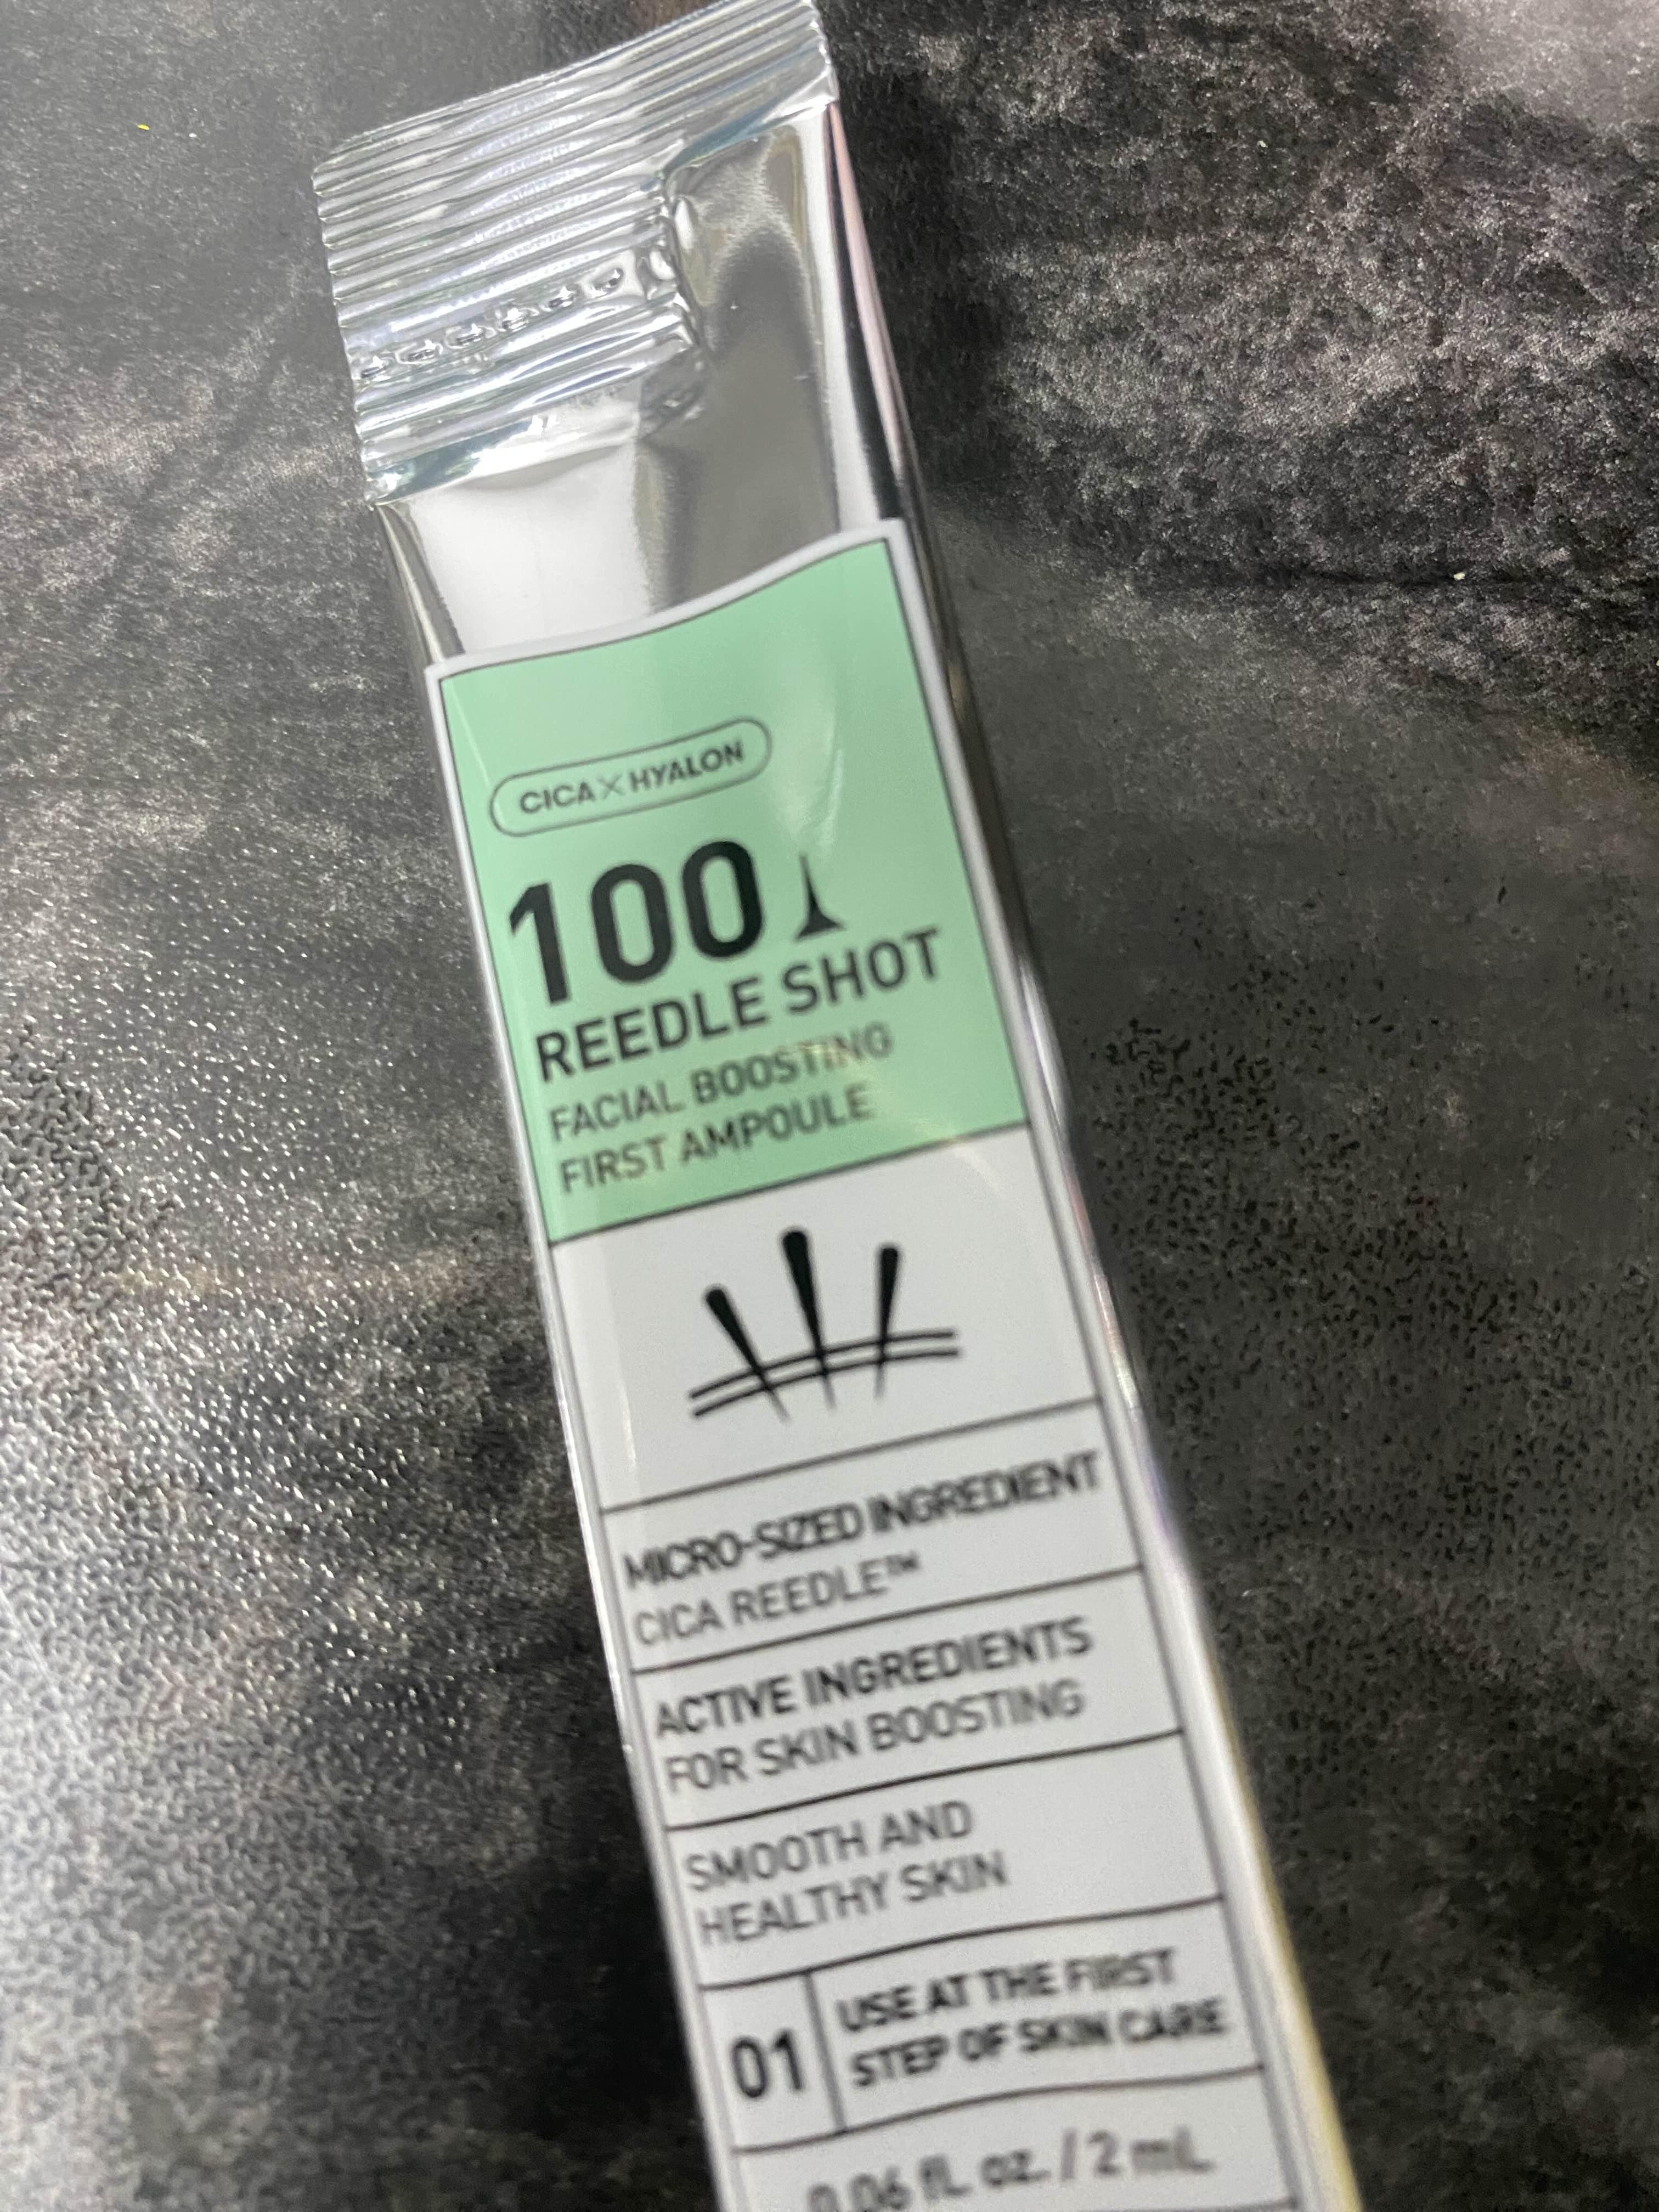 CICA X HYALON
100
REEDLE SHOT
FACIAL BOOSTING
FIRST AMPOULE
MICRO-SIZED INGREDIENT
CICA REEDLE™
ACTIVE INGREDIENTS
FOR SKIN BOOSTING
SMOOTH AND
HEALTHY SKIN
01
USE AT THE FIRST
STEP OF SKIN CARE
0.06 fl. oz. / 2 mL